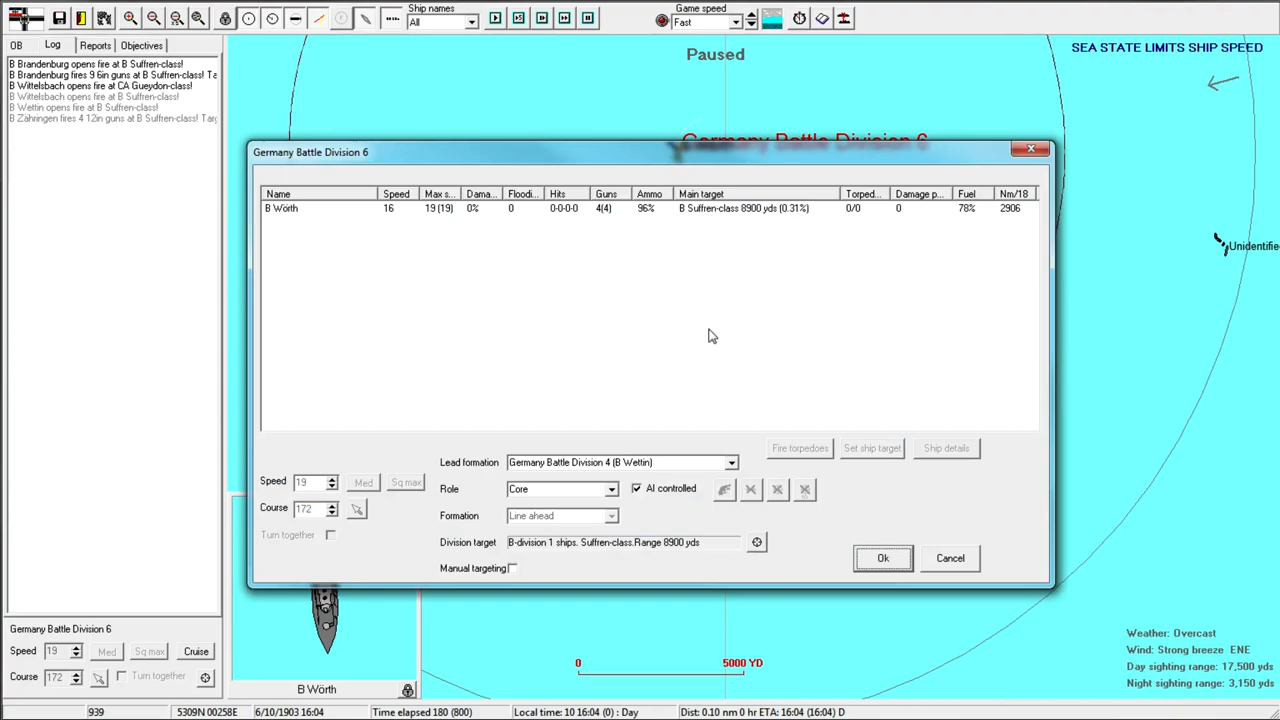 Ship names
All
Game speed
Fast
OB Log Reports Objectives
B Brandenburg opens fire at B Suffren-class!
B Brandenburg fires 9 6in guns at B Suffren-class! Ta
B Wittelsbach opens fire at CA Gueydon-class!
B Wittelsbach opens fire at B Suffren-class!
B Wettin opens fire at B Suffren-class!
B Zähringen fires 4 12in guns at B Suffren-class! Targ
Paused
SEA STATE LIMITS SHIP SPEED
Germany Battle Division 6
Unidentifie
Germany Battle Division 6
Name Speed Max s... Dama... Floodi... Hits Guns Ammo Main target Torped... Damage p... Fuel Nm/18
B Wörth 16 19 (19) 0% 0 0-0-0-0 4(4) 96% B Suffren-class 8900 yds (0.31%) 0/0 0 78% 2906
Fire torpedoes Set ship target Ship details
Lead formation Germany Battle Division 4 (B Wettin)
Speed 19 Med Sq max
Role Core AI controlled
Course 172
Formation Line ahead
Turn together
Division target B-division 1 ships. Suffren-class.Range 8900 yds
Manual targeting
Ok Cancel
Germany Battle Division 6
Speed 19 Med Sq max Cruise
Course 172 Turn together
B Wörth
0 5000 YD
Weather: Overcast
Wind: Strong breeze ENE
Day sighting range: 17,500 yds
Night sighting range: 3,150 yds
939 5309N 00258E 6/10/1903 16:04 Time elapsed 180 (800) Local time: 10 16:04 (0) : Day Dist: 0.10 nm 0 hr ETA: 16:04 (16:04) D